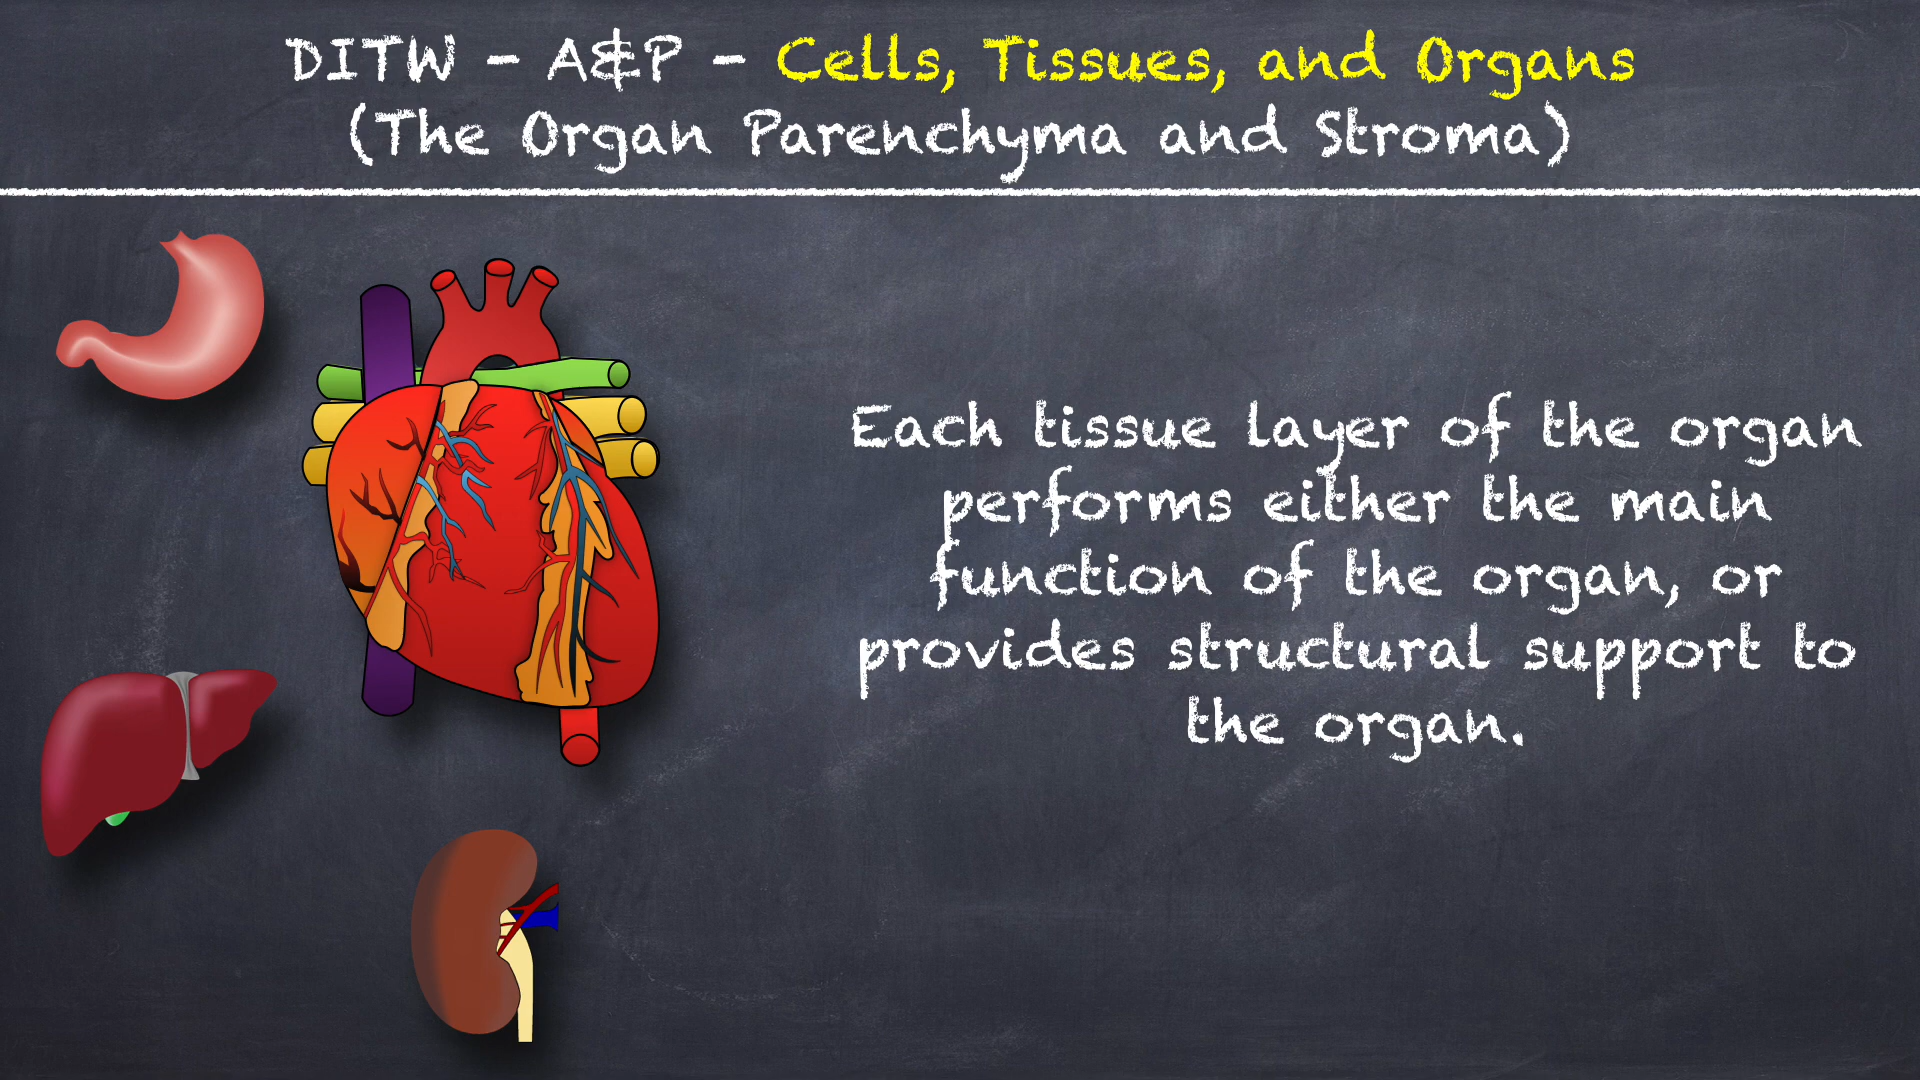 DITW - A&P - Cells, Tissues, and Organs
(The Organ Parenchyma and Stroma)
Each tissue layer of the organ
performs either the main
function of the organ, or
provides structural support to
the organ.